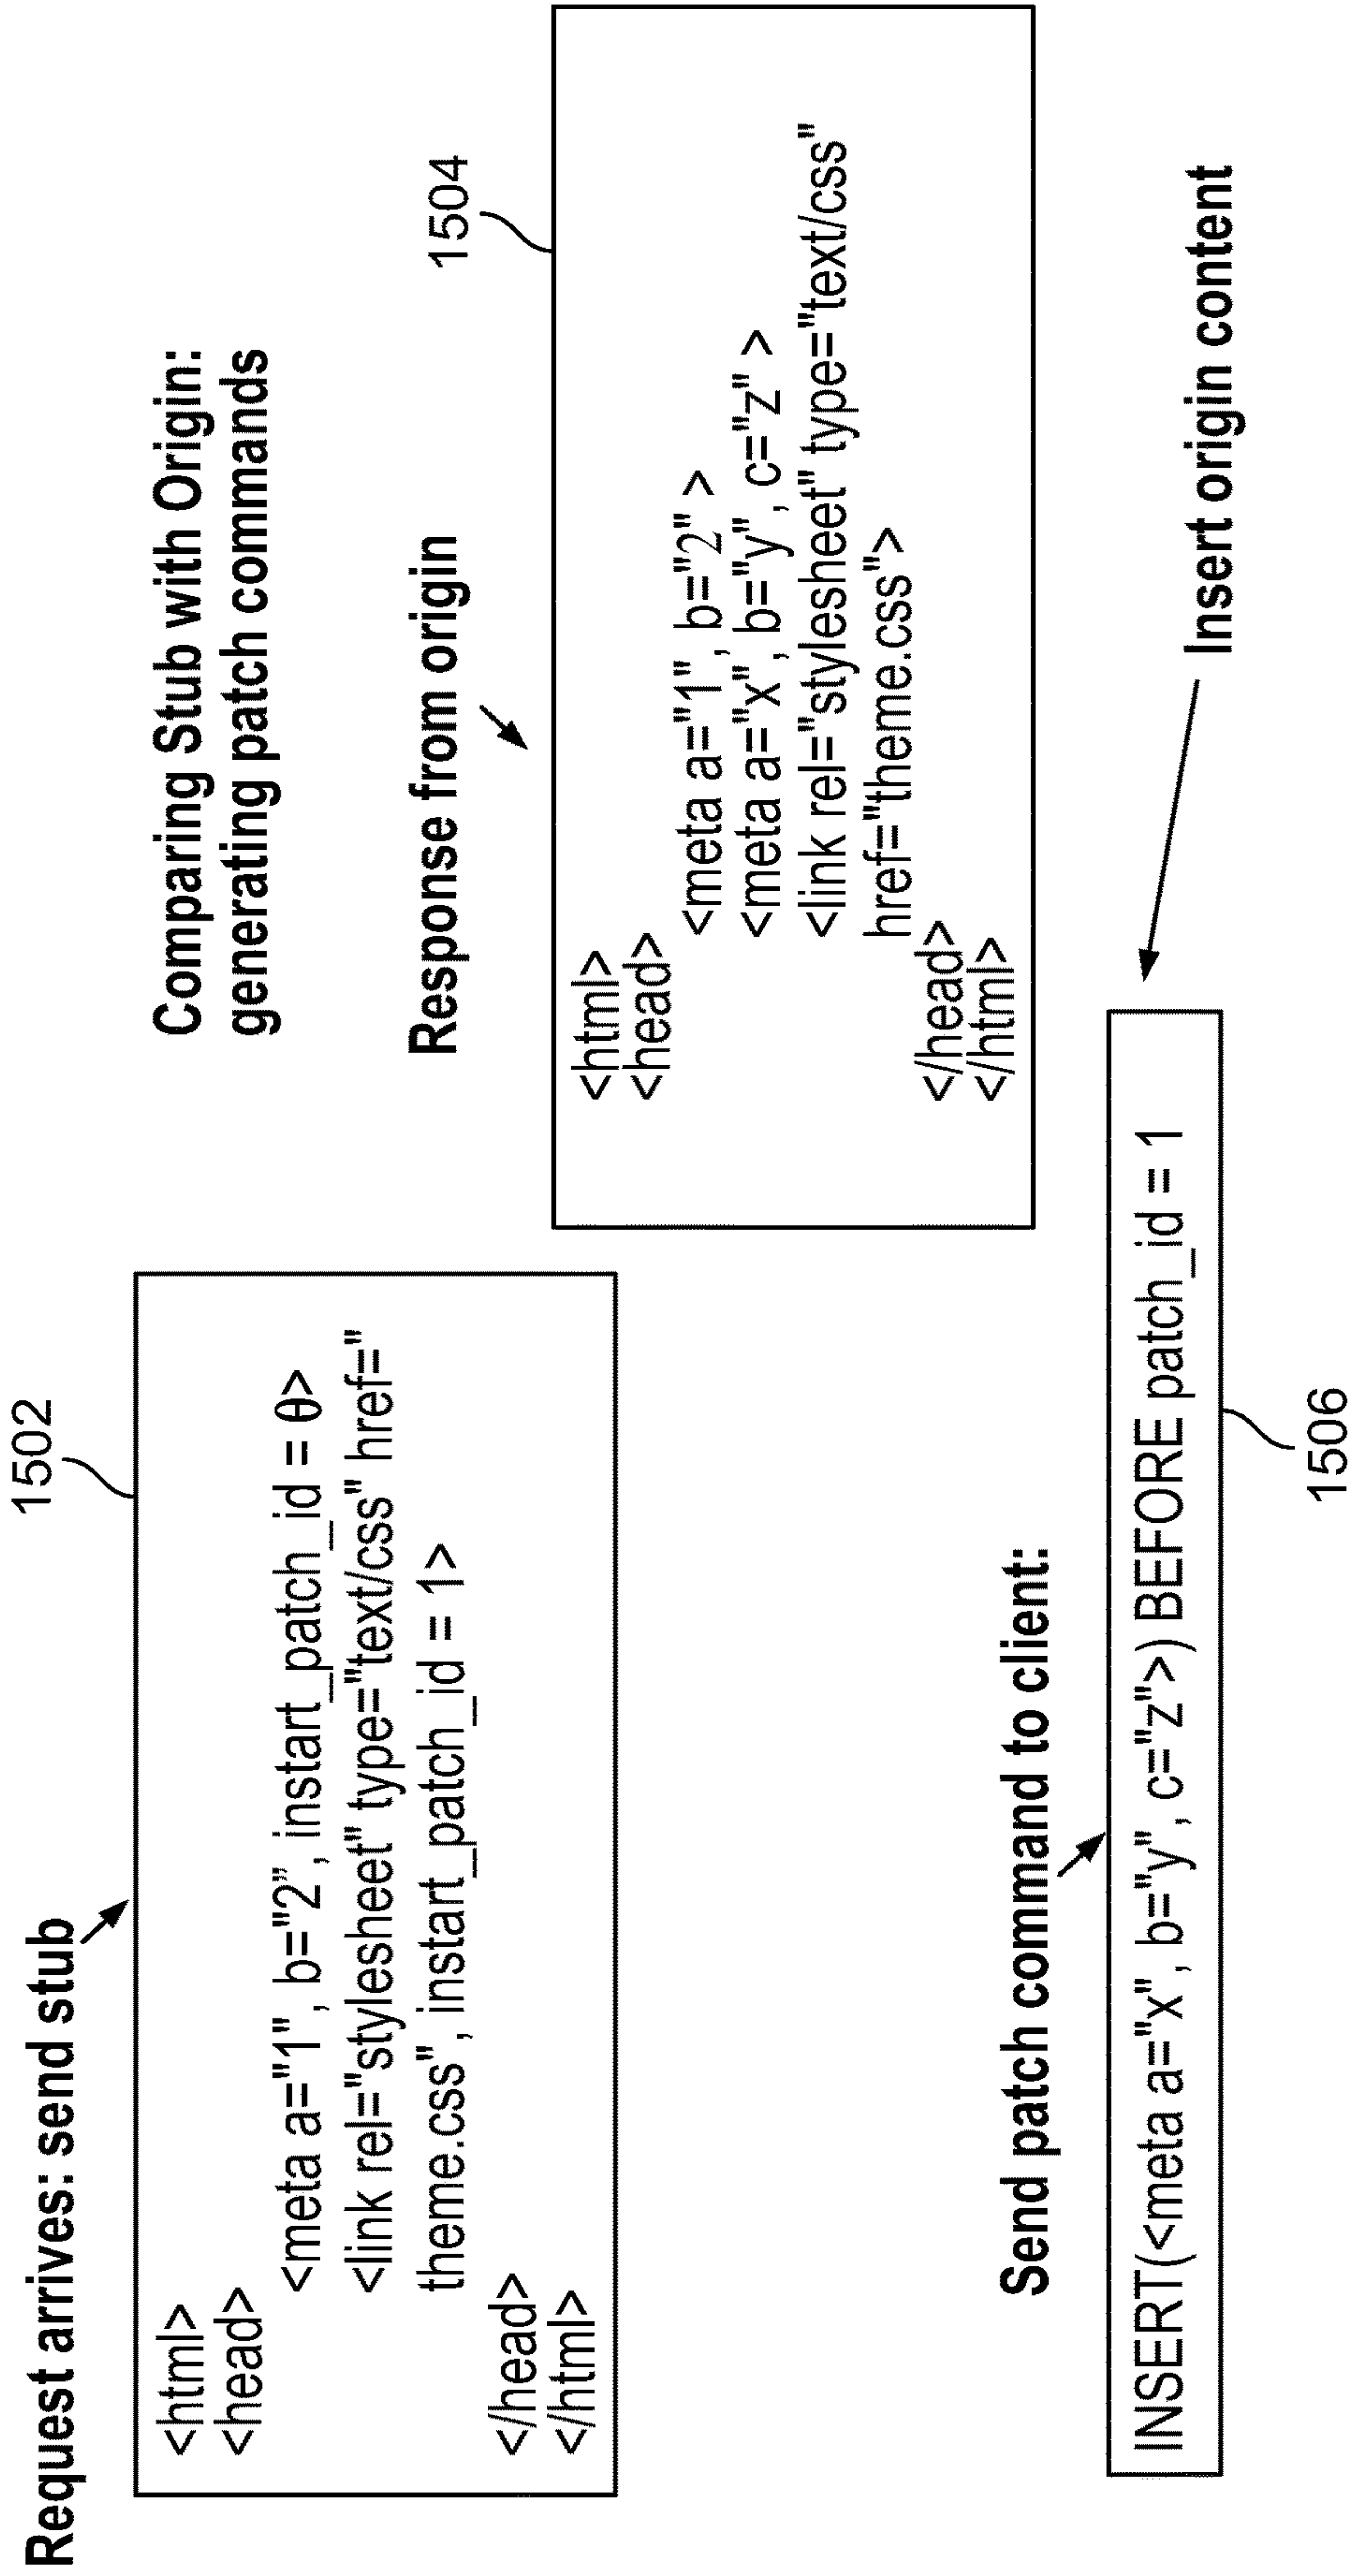 Comparing Stub with Origin:
generating patch commands
Request arrives: send stub
1502
<html>
<head>
<meta a="1", b="2”, instart_patch_id = θ>
<link rel="stylesheet" type="text/css" href="
theme.css", instart_patch_id = 1>
</head>
</html>
Response from origin
1504
<html>
<head>
<meta a="1", b="2" >
<meta a="x", b="y", c="z" >
<link rel="stylesheet" type="text/css"
href="theme.css">
</head>
</html>
Send patch command to client:
INSERT(<meta a="x", b="y", c="z">) BEFORE patch_id = 1
1506
Insert origin content